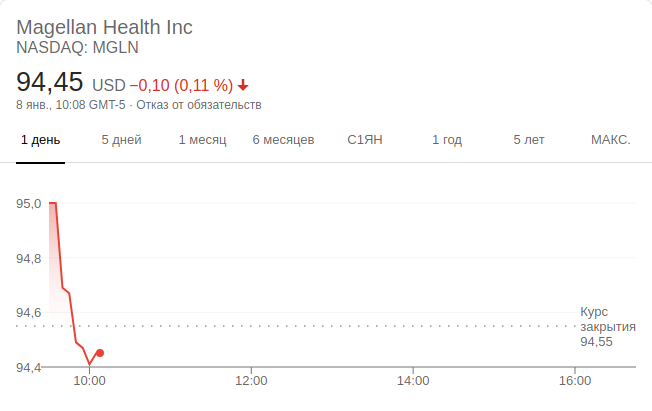 Magellan Health Inc
NASDAQ: MGLN
94,45 USD −0,10 (0,11 %)
8 янв., 10:08 GMT-5 · Отказ от обязательств
1 день 5 дней 1 месяц 6 месяцев С1ЯН 1 год 5 лет МАКС.
95,0
94,8
94,6
Курс
закрытия
94,55
94,4
10:00 12:00 14:00 16:00